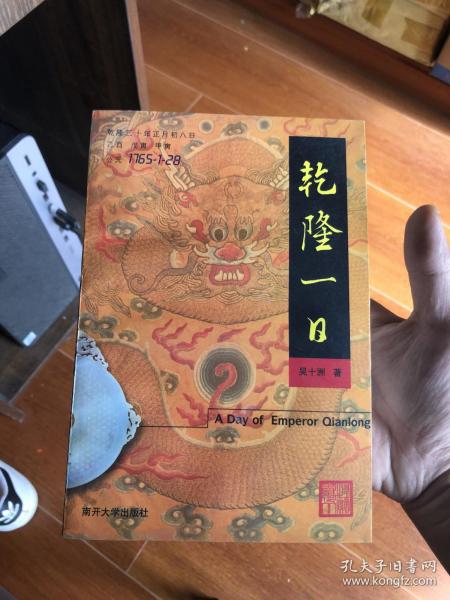 乾隆三十年正月初八日
乙酉 戊寅 甲寅
公元 1765-1-28
乾隆一日
吴十洲 著
A Day of Emperor Qianlong
南开大学出版社
孔夫子旧书网
www.kongfz.com